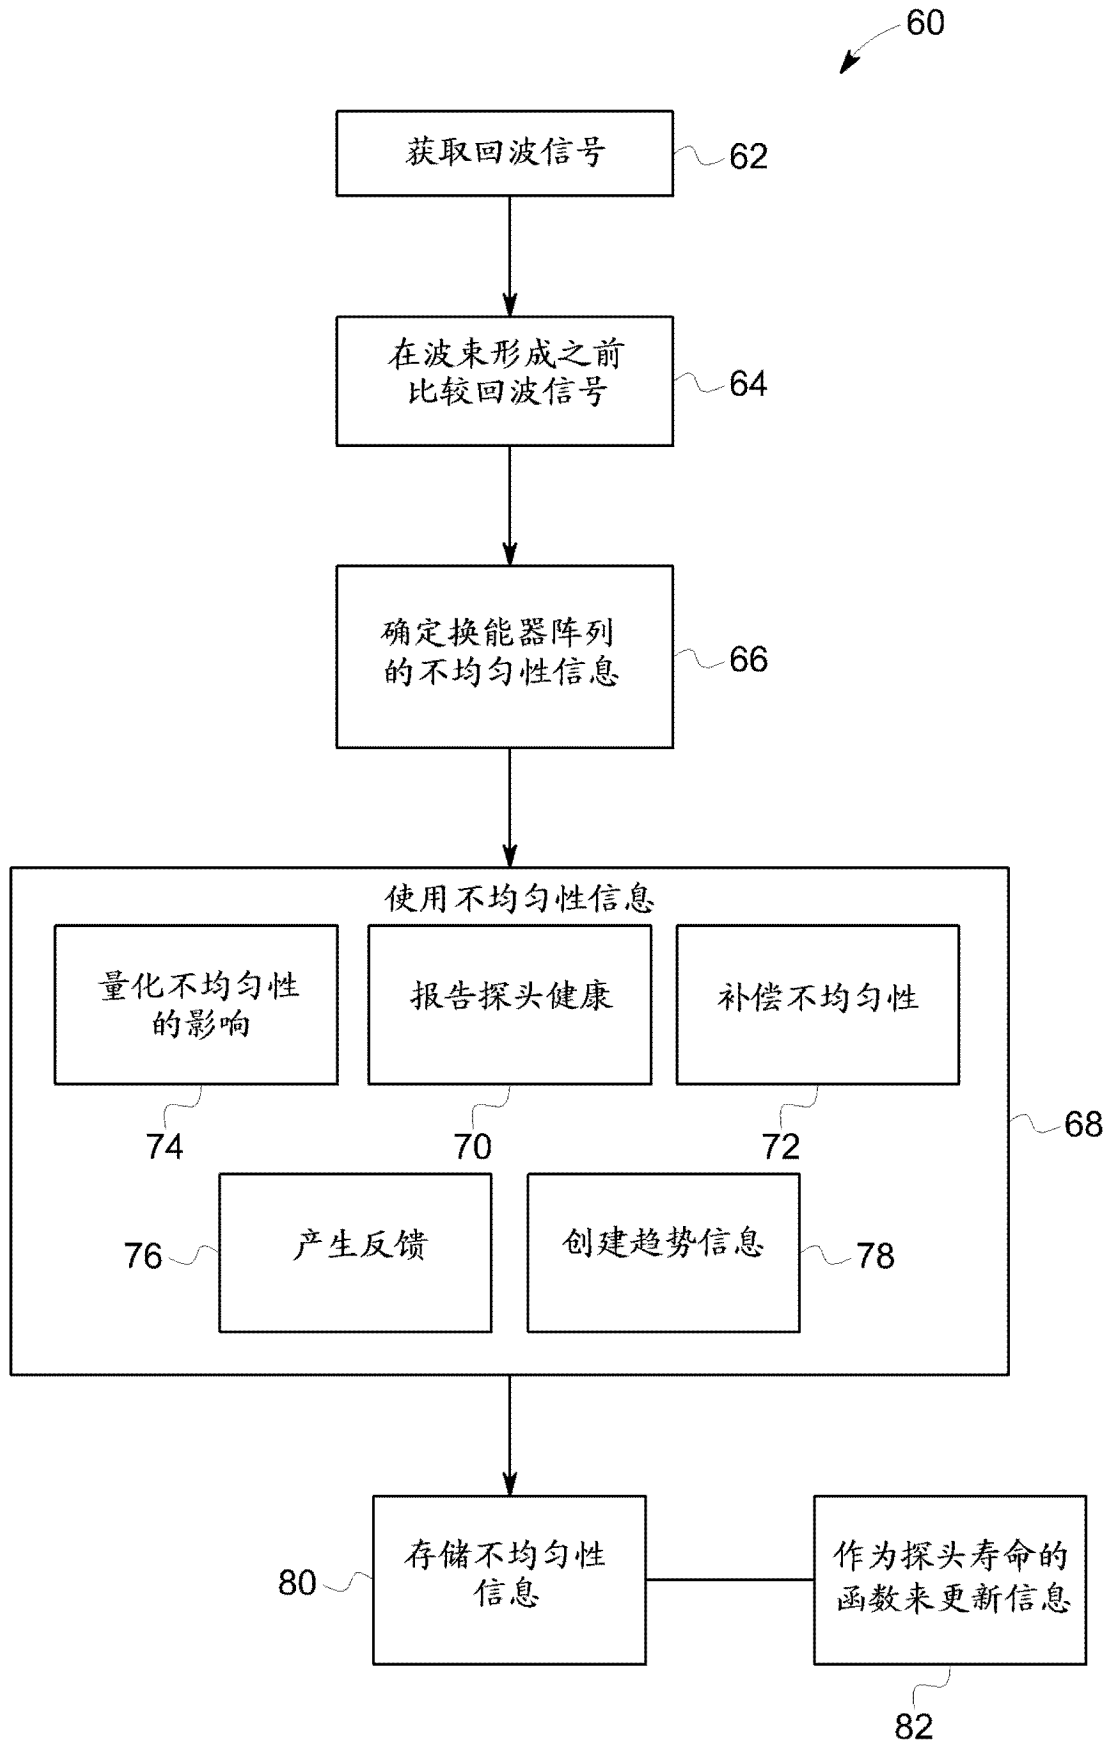 60
获取回波信号
62
在波束形成之前
比较回波信号
64
确定换能器阵列
的不均匀性信息
66
使用不均匀性信息
量化不均匀性
的影响
报告探头健康
补偿不均匀性
74
70
72
68
76
产生反馈
创建趋势信息
78
80
存储不均匀性
信息
作为探头寿命的
函数来更新信息
82